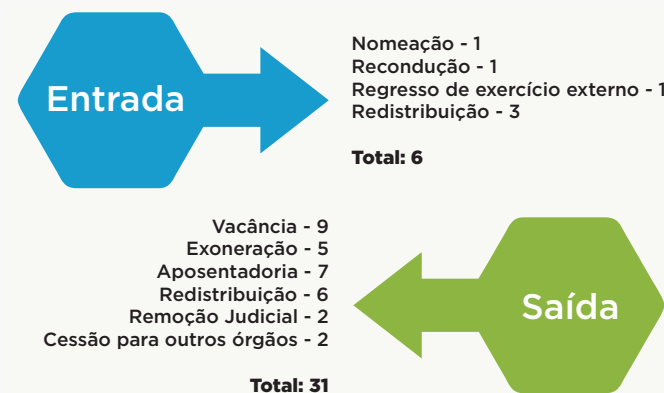 Entrada
Nomeação - 1
Recondução - 1
Regresso de exercício externo - 1
Redistribuição - 3
Total: 6
Vacância - 9
Exoneração - 5
Aposentadoria - 7
Redistribuição - 6
Remoção Judicial - 2
Cessão para outros órgãos - 2
Total: 31
Saída